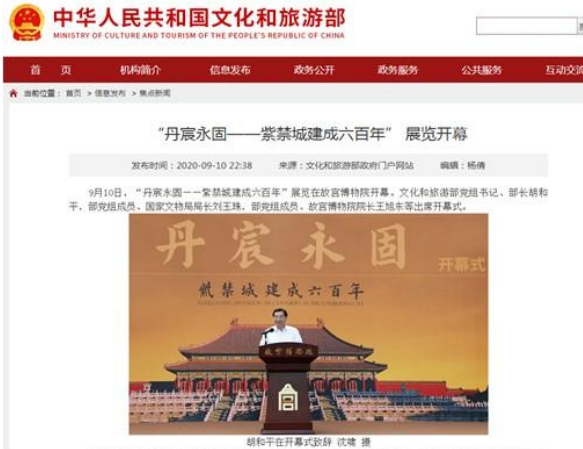 中华人民共和国文化和旅游部
MINISTRY OF CULTURE AND TOURISM OF THE PEOPLE'S REPUBLIC OF CHINA
首 页 机构简介 信息发布 政务公开 政务服务 公共服务 互动交流
当前位置： 首页 > 信息发布 > 焦点新闻
“丹宸永固——紫禁城建成六百年” 展览开幕
发布时间：2020-09-10 22:38 来源：文化和旅游部政府门户网站 编辑：杨倩
9月10日，“丹宸永固——紫禁城建成六百年”展览在故宫博物院开幕。文化和旅游部党组书记、部长胡和
平，部党组成员、国家文物局局长刘玉珠，部党组成员、故宫博物院院长王旭东等出席开幕式。
丹宸永固
开幕式
紫禁城建成六百年
故宫博物院
胡和平在开幕式致辞 沈啸 摄